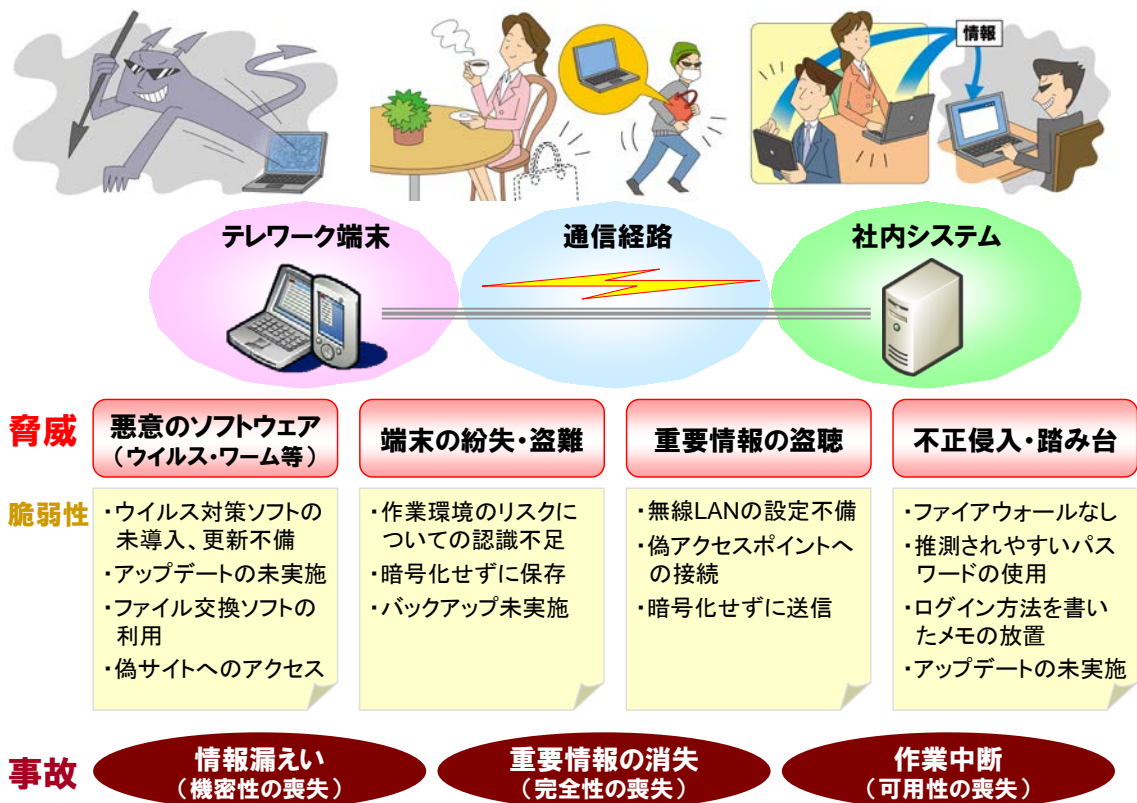 情報
テレワーク端末
通信経路
社内システム
脅威
悪意のソフトウェア
（ウイルス・ワーム等）
端末の紛失・盗難
重要情報の盗聴
不正侵入・踏み台
脆弱性
・ウイルス対策ソフトの
未導入、更新不備
・アップデートの未実施
・ファイル交換ソフトの
利用
・偽サイトへのアクセス
・作業環境のリスクに
ついての認識不足
・暗号化せずに保存
・バックアップ未実施
・無線LANの設定不備
・偽アクセスポイントへ
の接続
・暗号化せずに送信
・ファイアウォールなし
・推測されやすいパス
ワードの使用
・ログイン方法を書い
たメモの放置
・アップデートの未実施
事故
情報漏えい
（機密性の喪失）
重要情報の消失
（完全性の喪失）
作業中断
（可用性の喪失）